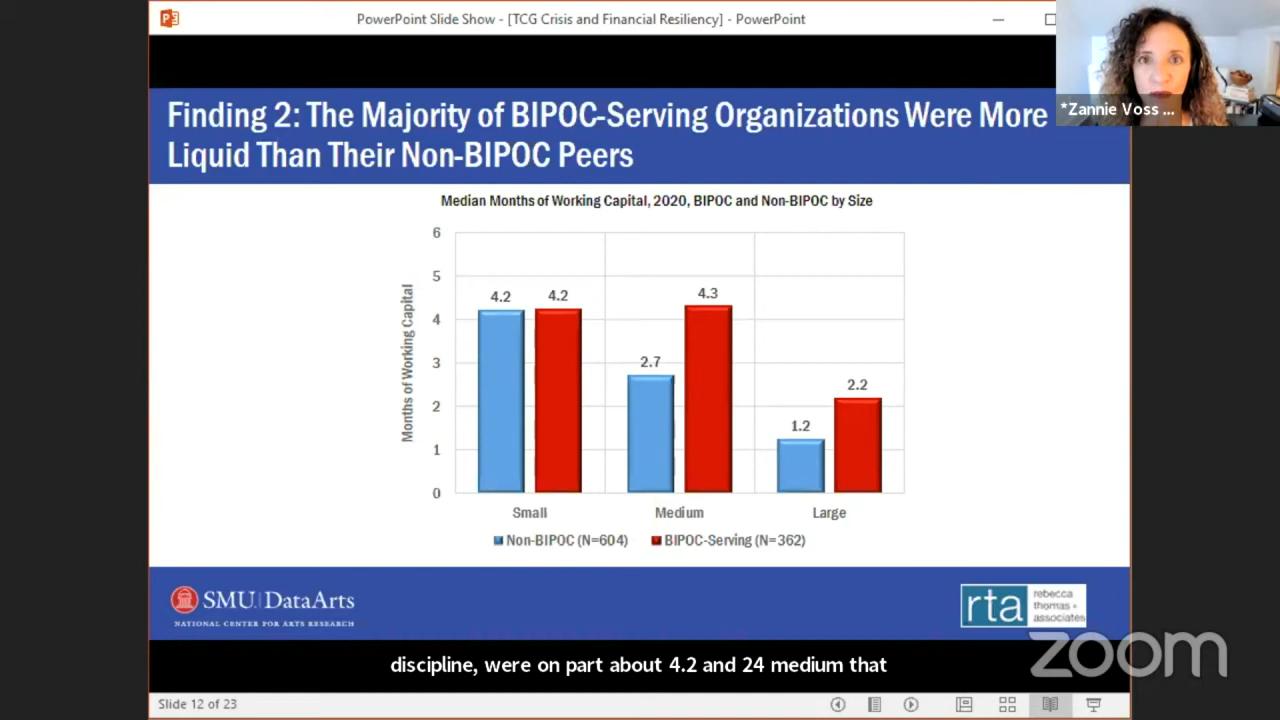 PowerPoint Slide Show - [TCG Crisis and Financial Resiliency] - PowerPoint
*Zannie Voss ...
Finding 2: The Majority of BIPOC-Serving Organizations Were More
Liquid Than Their Non-BIPOC Peers
Median Months of Working Capital, 2020, BIPOC and Non-BIPOC by Size
Months of Working Capital
6
5
4
3
2
1
0
4.2
4.2
2.7
4.3
1.2
2.2
Small
Medium
Large
Non-BIPOC (N=604)
BIPOC-Serving (N=362)
SMU DataArts
NATIONAL CENTER FOR ARTS RESEARCH
rta
rebecca
thomas +
associates
discipline, were on part about 4.2 and 24 medium that
zoom
Slide 12 of 23